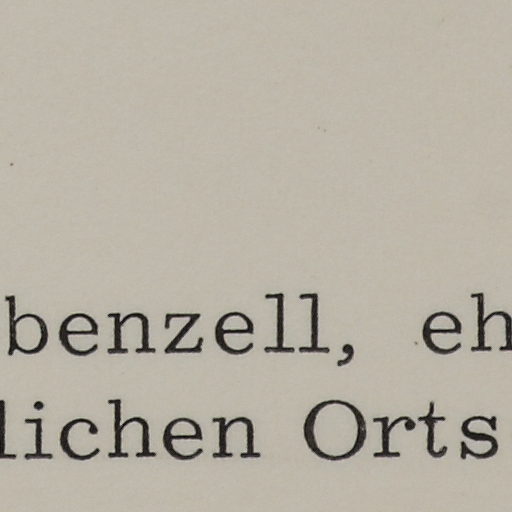 benzell, eh
lichen Orts